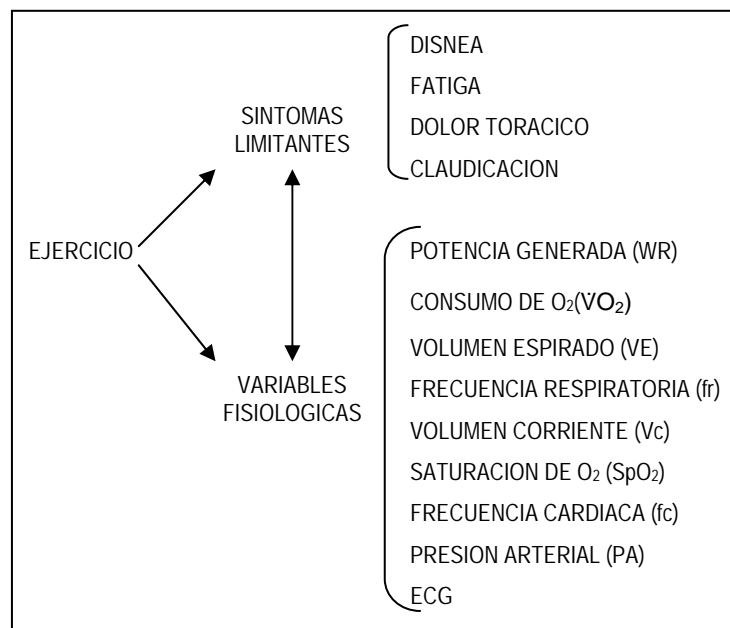 DISNEA
FATIGA
SINTOMAS
LIMITANTES
DOLOR TORACICO
CLAUDICACION
EJERCICIO
POTENCIA GENERADA (WR)
CONSUMO DE O₂(V̇O₂)
VOLUMEN ESPIRADO (VE)
VARIABLES
FISIOLOGICAS
FRECUENCIA RESPIRATORIA (fr)
VOLUMEN CORRIENTE (Vc)
SATURACION DE O₂ (SpO₂)
FRECUENCIA CARDIACA (fc)
PRESION ARTERIAL (PA)
ECG